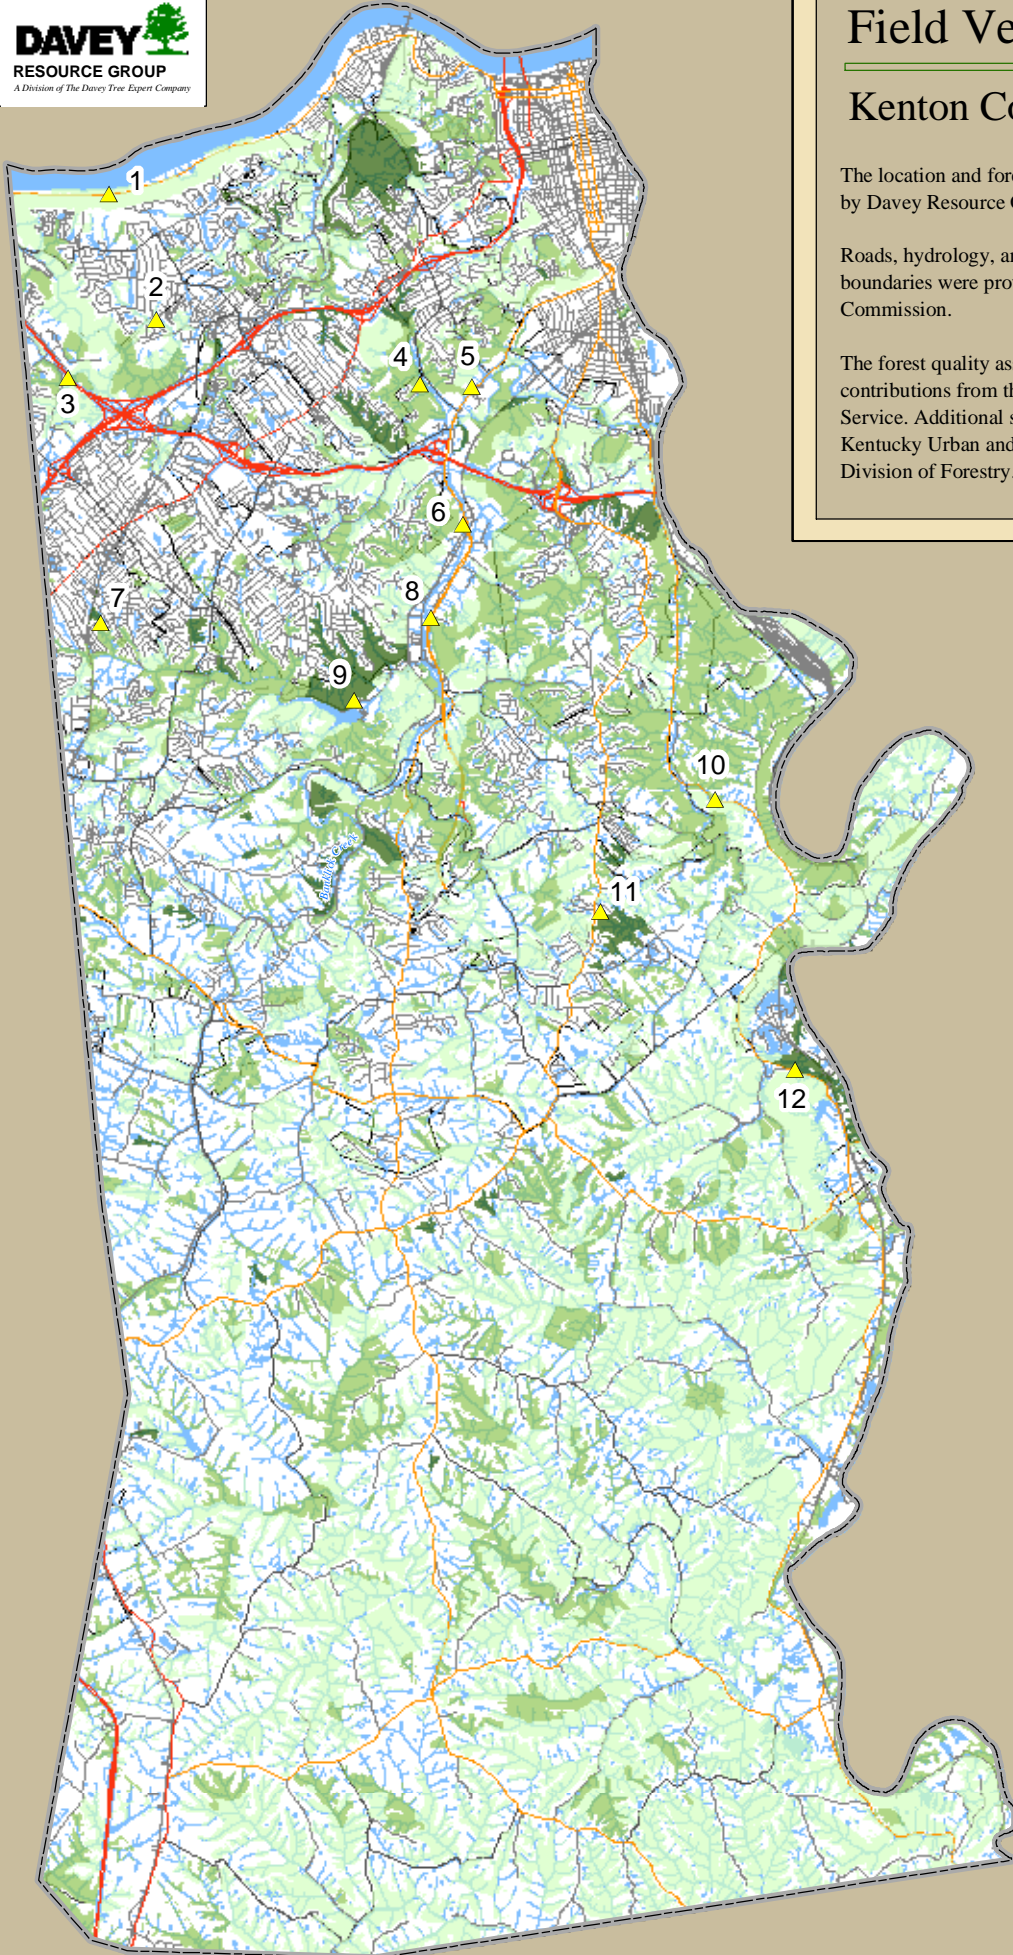 DAVEY
RESOURCE GROUP
A Division of The Davey Tree Expert Company
Field Ve
Kenton Co
The location and fore
by Davey Resource
Roads, hydrology, an
boundaries were pro
Commission.
The forest quality as
contributions from th
Service. Additional s
Kentucky Urban and
Division of Forestry.
1
2
3
4
5
6
7
8
9
10
11
12
Banklick Creek